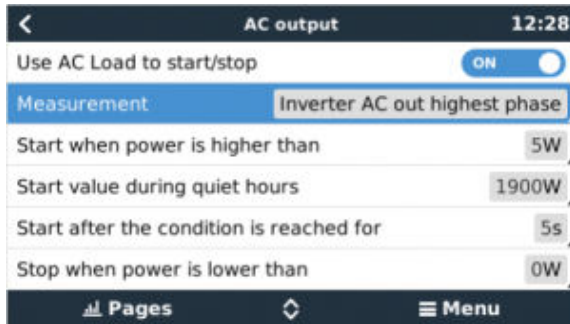 AC output 12:28
Use AC Load to start/stop ON
Measurement Inverter AC out highest phase
Start when power is higher than 5W
Start value during quiet hours 1900W
Start after the condition is reached for 5s
Stop when power is lower than 0W
Pages Menu